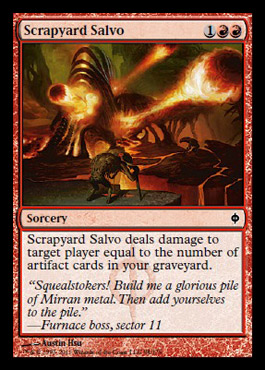 Scrapyard Salvo 1
Sorcery
Scrapyard Salvo deals damage to
target player equal to the number of
artifact cards in your graveyard.
“Squealstokers! Build me a glorious pile
of Mirran metal. Then add yourselves
to the pile.”
—Furnace boss, sector 11
Austin Hsu